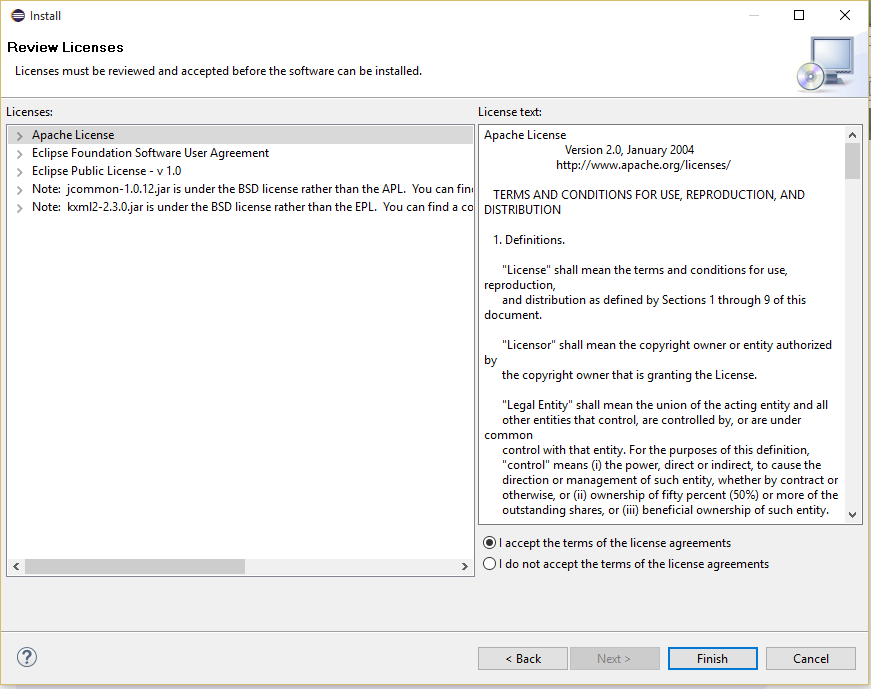 Install
Review Licenses
Licenses must be reviewed and accepted before the software can be installed.
Licenses:
Apache License
Eclipse Foundation Software User Agreement
Eclipse Public License - v 1.0
Note:  jcommon-1.0.12.jar is under the BSD license rather than the APL.  You can fin
Note:  kxml2-2.3.0.jar is under the BSD license rather than the EPL.  You can find a co
License text:
Apache License
Version 2.0, January 2004
http://www.apache.org/licenses/
TERMS AND CONDITIONS FOR USE, REPRODUCTION, AND
DISTRIBUTION
1. Definitions.
"License" shall mean the terms and conditions for use,
reproduction,
and distribution as defined by Sections 1 through 9 of this
document.
"Licensor" shall mean the copyright owner or entity authorized
by
the copyright owner that is granting the License.
"Legal Entity" shall mean the union of the acting entity and all
other entities that control, are controlled by, or are under
common
control with that entity. For the purposes of this definition,
"control" means (i) the power, direct or indirect, to cause the
direction or management of such entity, whether by contract or
otherwise, or (ii) ownership of fifty percent (50%) or more of the
outstanding shares, or (iii) beneficial ownership of such entity.
I accept the terms of the license agreements
I do not accept the terms of the license agreements
?
< Back
Next >
Finish
Cancel